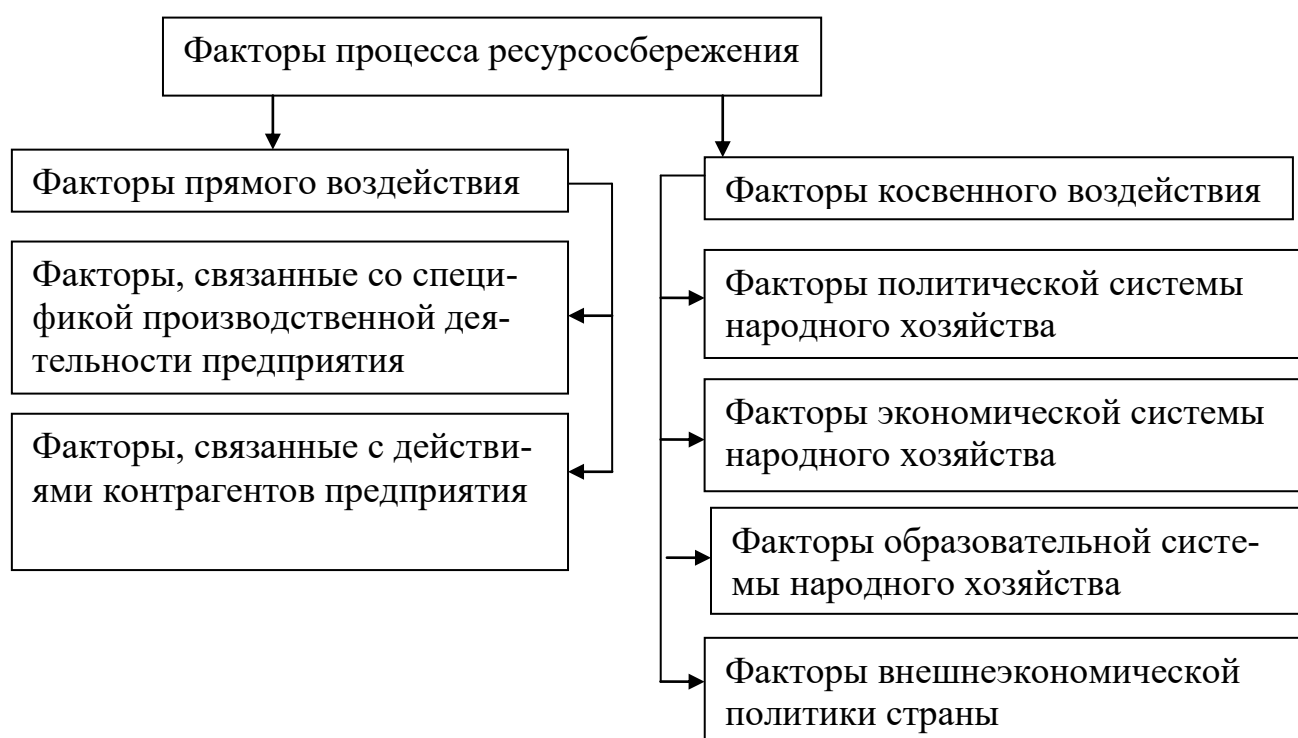 Факторы процесса ресурсосбережения
Факторы прямого воздействия
Факторы, связанные со специ-
фикой производственной дея-
тельности предприятия
Факторы, связанные с действи-
ями контрагентов предприятия
Факторы косвенного воздействия
Факторы политической системы
народного хозяйства
Факторы экономической системы
народного хозяйства
Факторы образовательной систе-
мы народного хозяйства
Факторы внешнеэкономической
политики страны